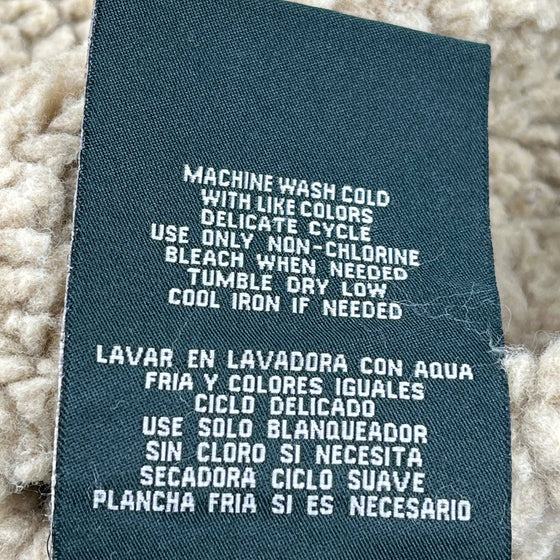 MACHINE WASH COLD
WITH LIKE COLORS
DELICATE CYCLE
USE ONLY NON-CHLORINE
BLEACH WHEN NEEDED
TUMBLE DRY LOW
COOL IRON IF NEEDED
LAVAR EN LAVADORA CON AQUA
FRIA Y COLORES IGUALES
CICLO DELICADO
USE SOLO BLANQUEADOR
SIN CLORO SI NECESITA
SECADORA CICLO SUAVE
PLANCHA FRIA SI ES NECESARIO